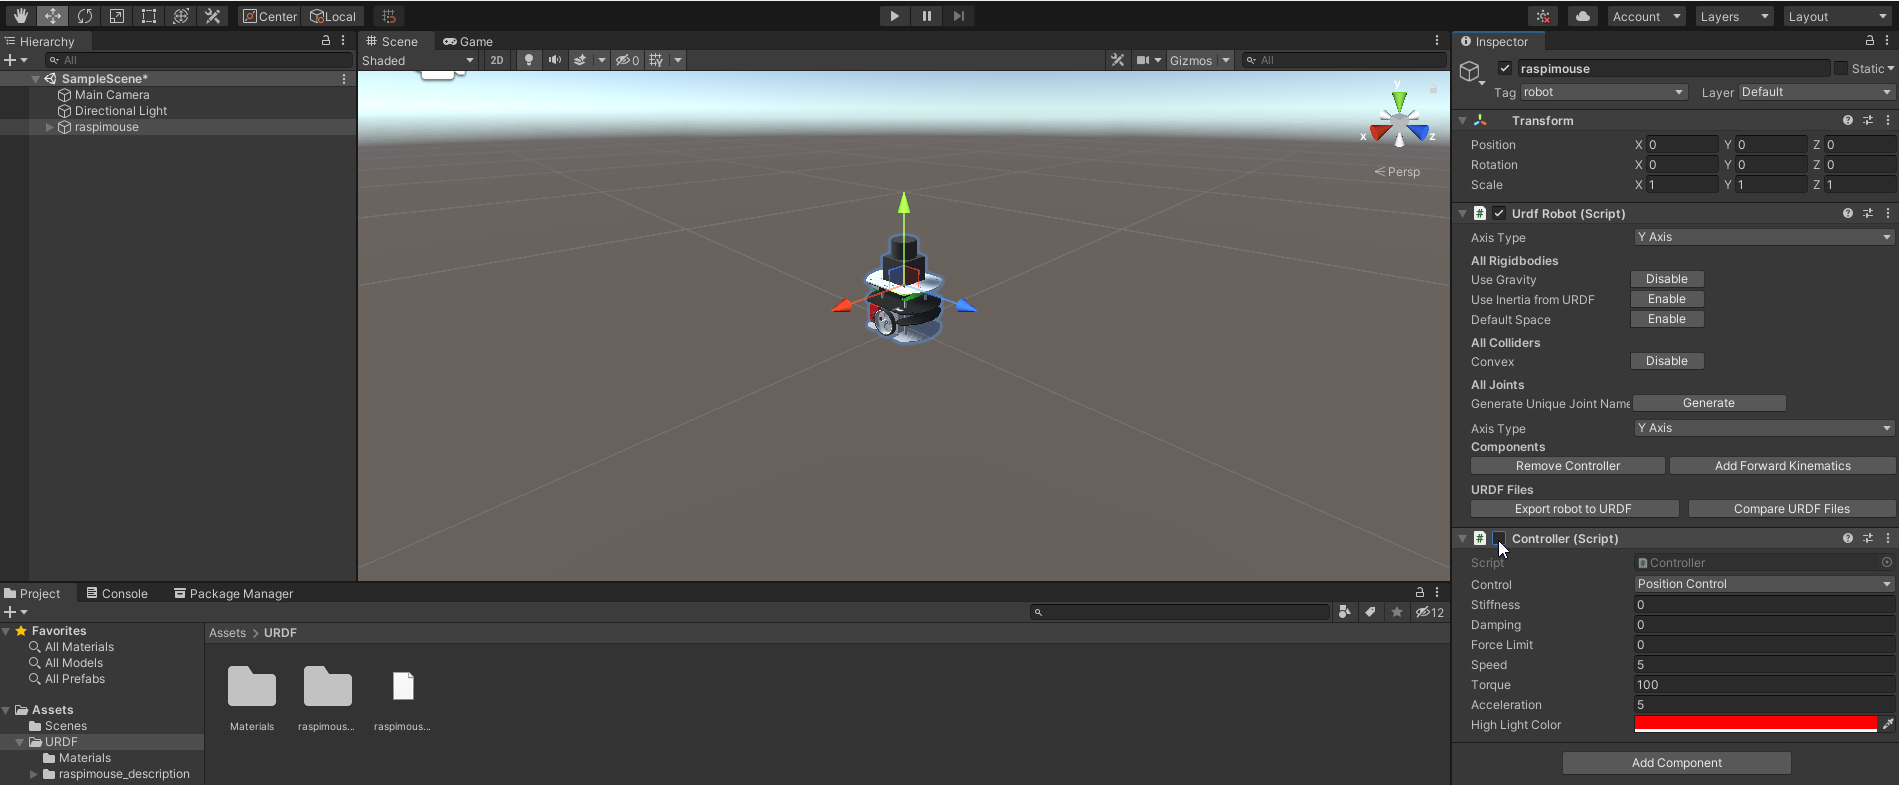 Center Local Account Layers Layout
Hierarchy
All
SampleScene*
Main Camera
Directional Light
raspimouse
Scene Game
Shaded 2D 0 Gizmos All
y
x z
Persp
Project Console Package Manager
12
Favorites
All Materials
All Models
All Prefabs
Assets
Scenes
URDF
Materials
raspimouse_description
Assets > URDF
Materials raspimous... raspimous...
Inspector
raspimouse Static
Tag robot Layer Default
Transform
Position X 0 Y 0 Z 0
Rotation X 0 Y 0 Z 0
Scale X 1 Y 1 Z 1
# Urdf Robot (Script)
Axis Type Y Axis
All Rigidbodies
Use Gravity Disable
Use Inertia from URDF Enable
Default Space Enable
All Colliders
Convex Disable
All Joints
Generate Unique Joint Name Generate
Axis Type Y Axis
Components
Remove Controller Add Forward Kinematics
URDF Files
Export robot to URDF Compare URDF Files
# Controller (Script)
Script Controller
Control Position Control
Stiffness 0
Damping 0
Force Limit 0
Speed 5
Torque 100
Acceleration 5
High Light Color
Add Component